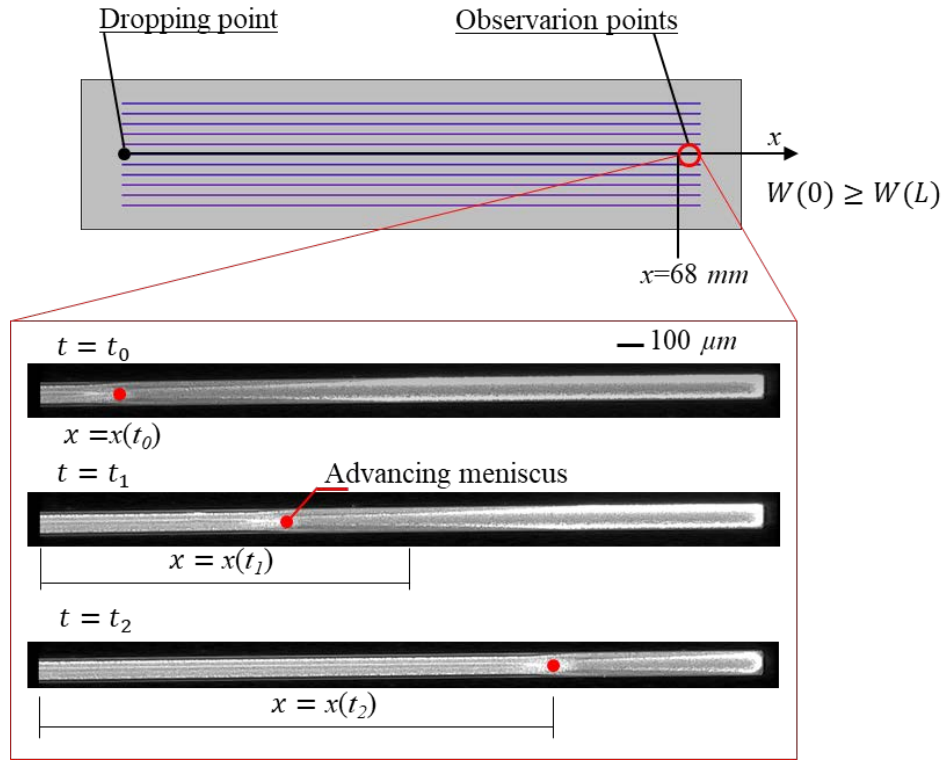 Dropping point
Observarion points
x
W(0) ≥ W(L)
x=68 mm
t = t₀
100 μm
x =x(t₀)
t = t₁
Advancing meniscus
x = x(t₁)
t = t₂
x = x(t₂)